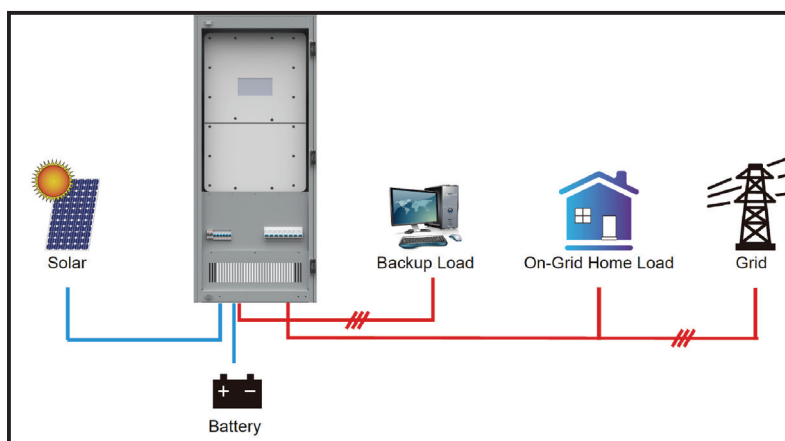 Solar
Backup Load
On-Grid Home Load
Grid
+ −
Battery